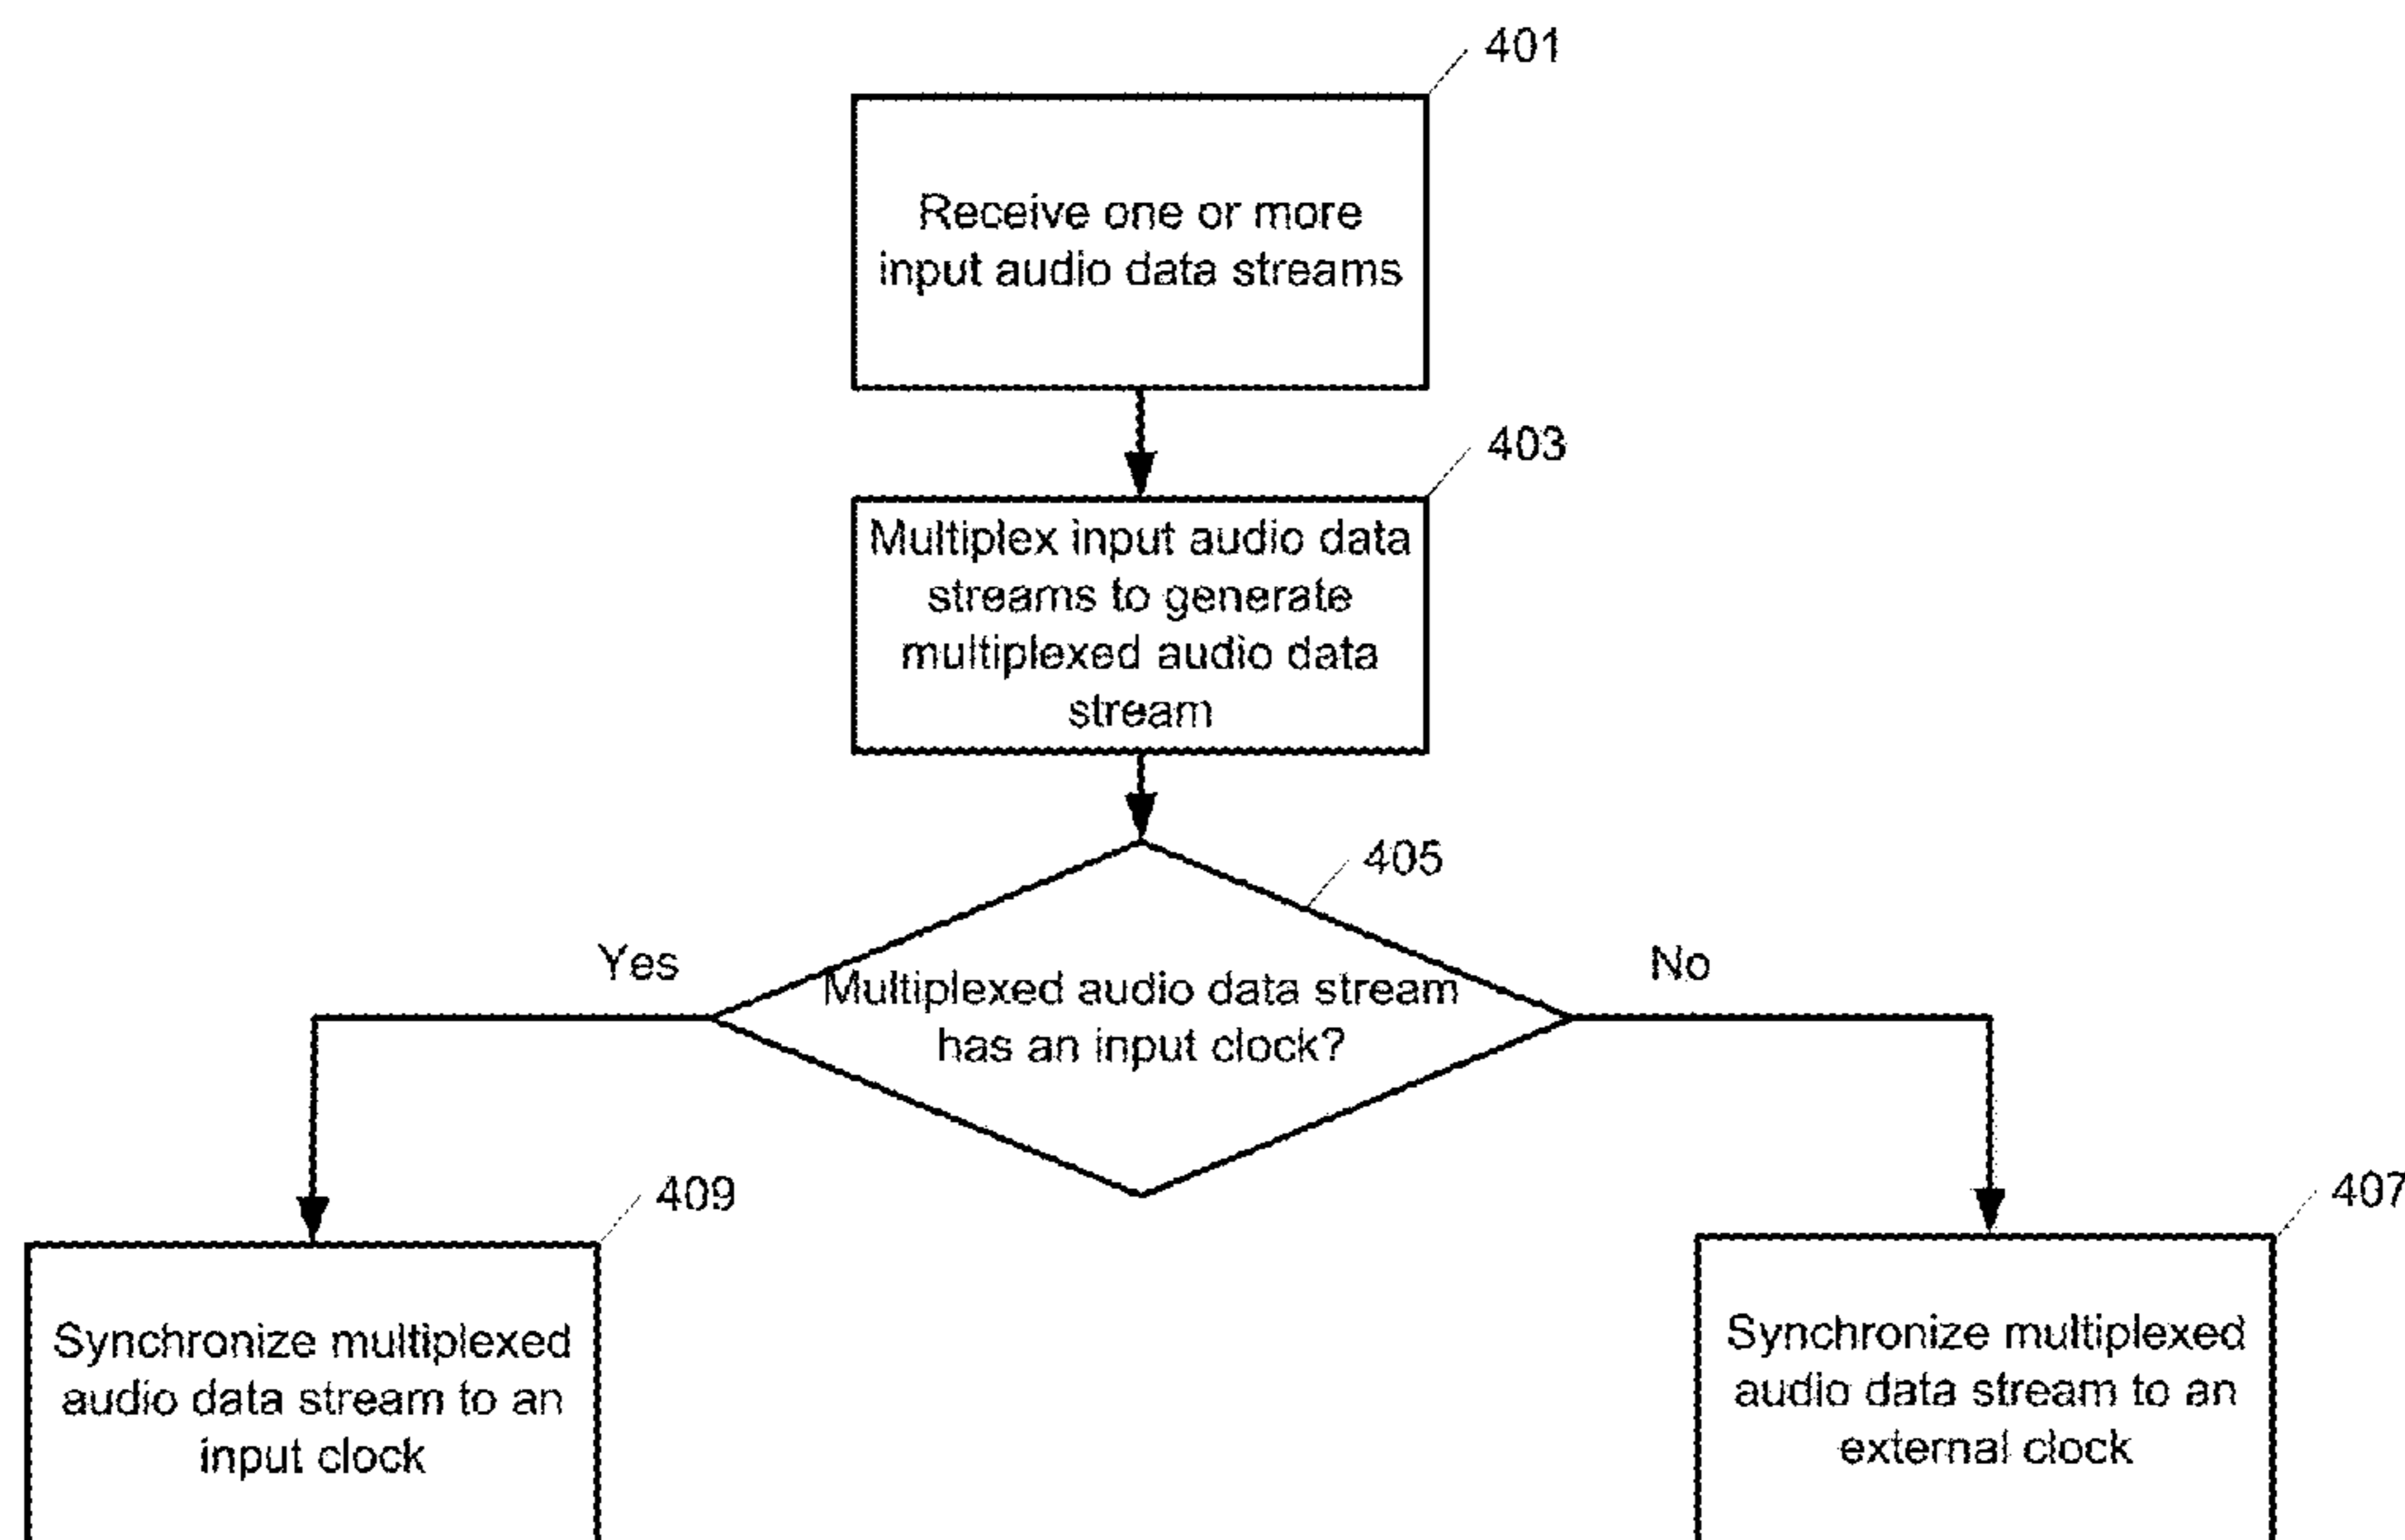 401
Receive one or more
input audio data streams
403
Multiplex input audio data
streams to generate
multiplexed audio data
stream
405
Yes
No
Multiplexed audio data stream
has an input clock?
409
407
Synchronize multiplexed
audio data stream to an
input clock
Synchronize multiplexed
audio data stream to an
external clock